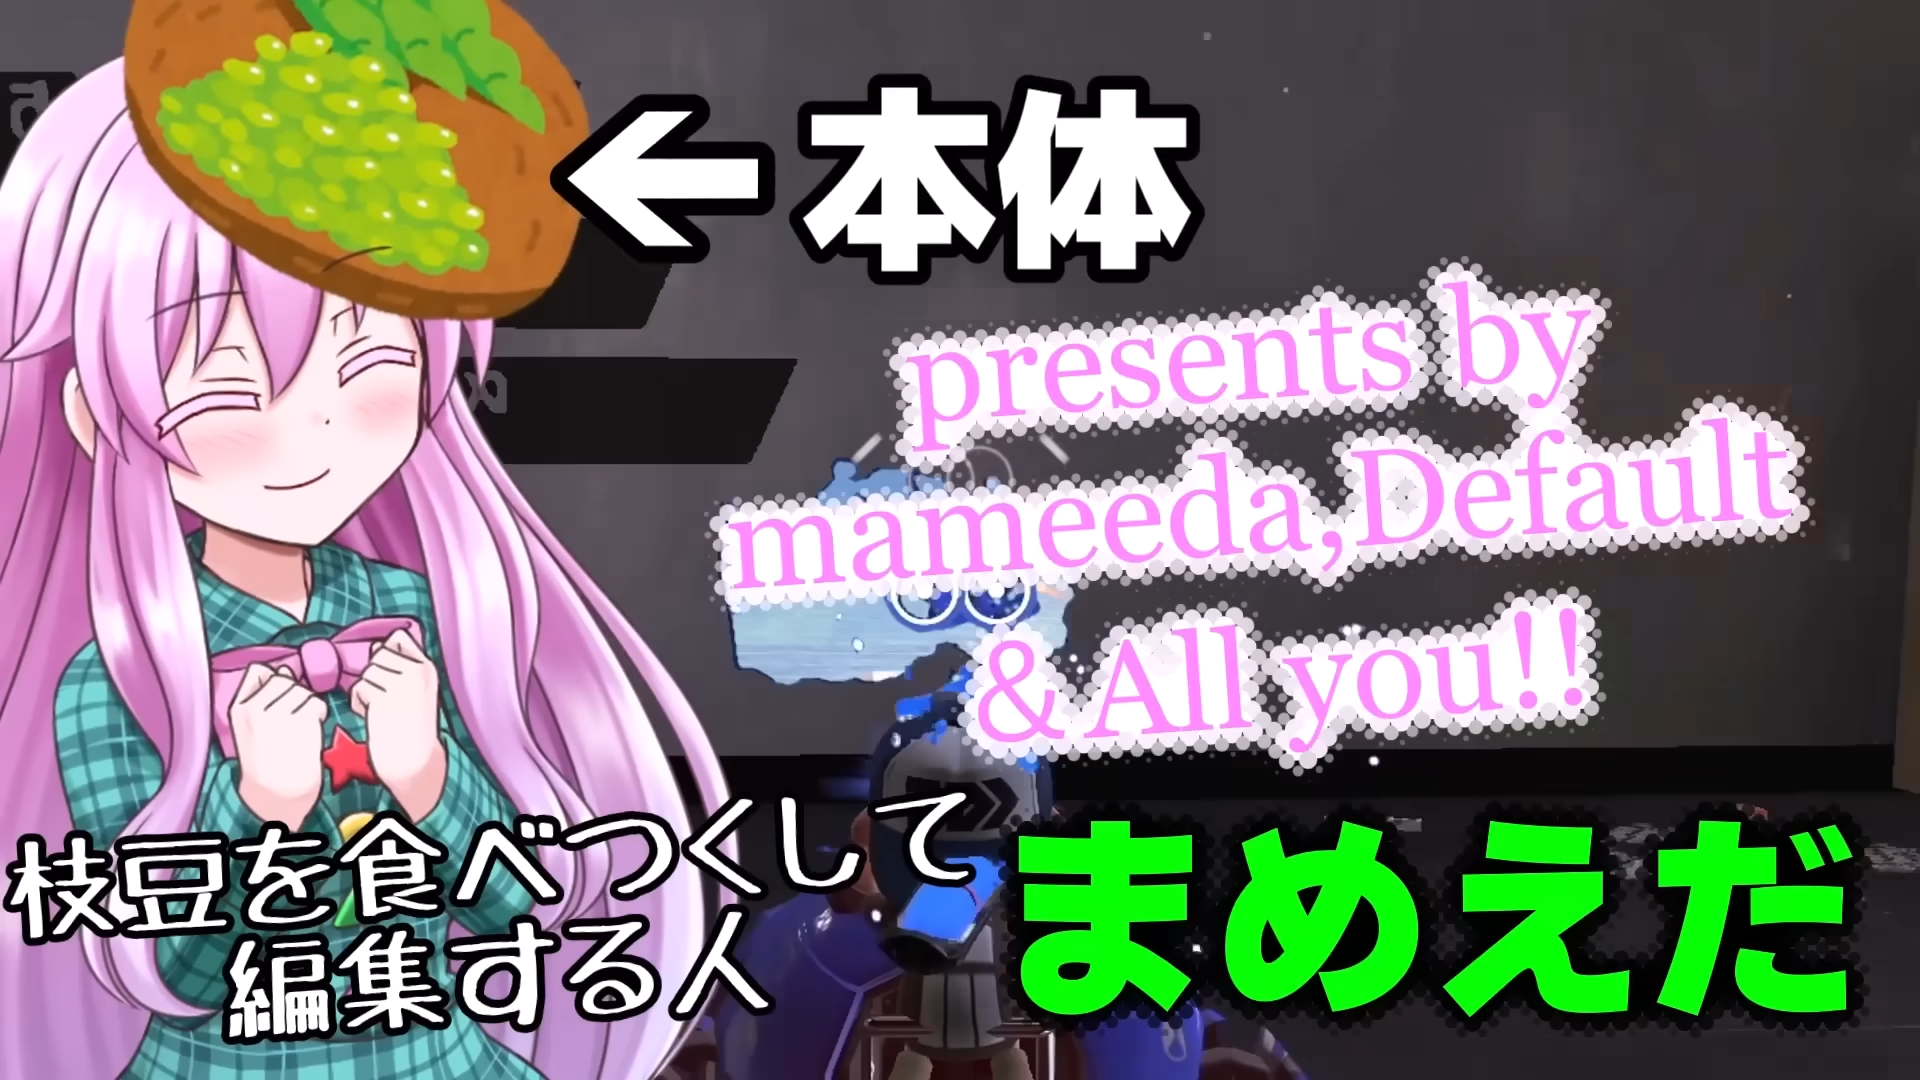 ←本体
presents by
mameeda,Default
&All you!!
枝豆を食べつくして
編集する人
まめえだ